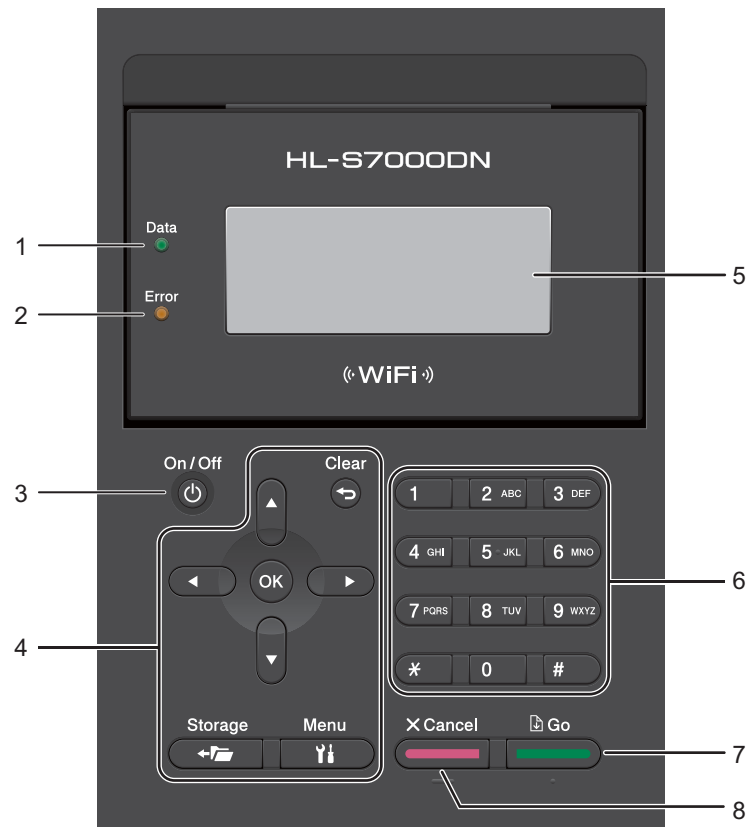 HL-S7000DN
Data
1
5
Error
2
WiFi
On/Off
Clear
3
1
2 ABC
3 DEF
4 GHI
5 JKL
6 MNO
OK
6
7 PQRS
8 TUV
9 WXYZ
4
* 0 #
Storage
Menu
Cancel
Go
7
8